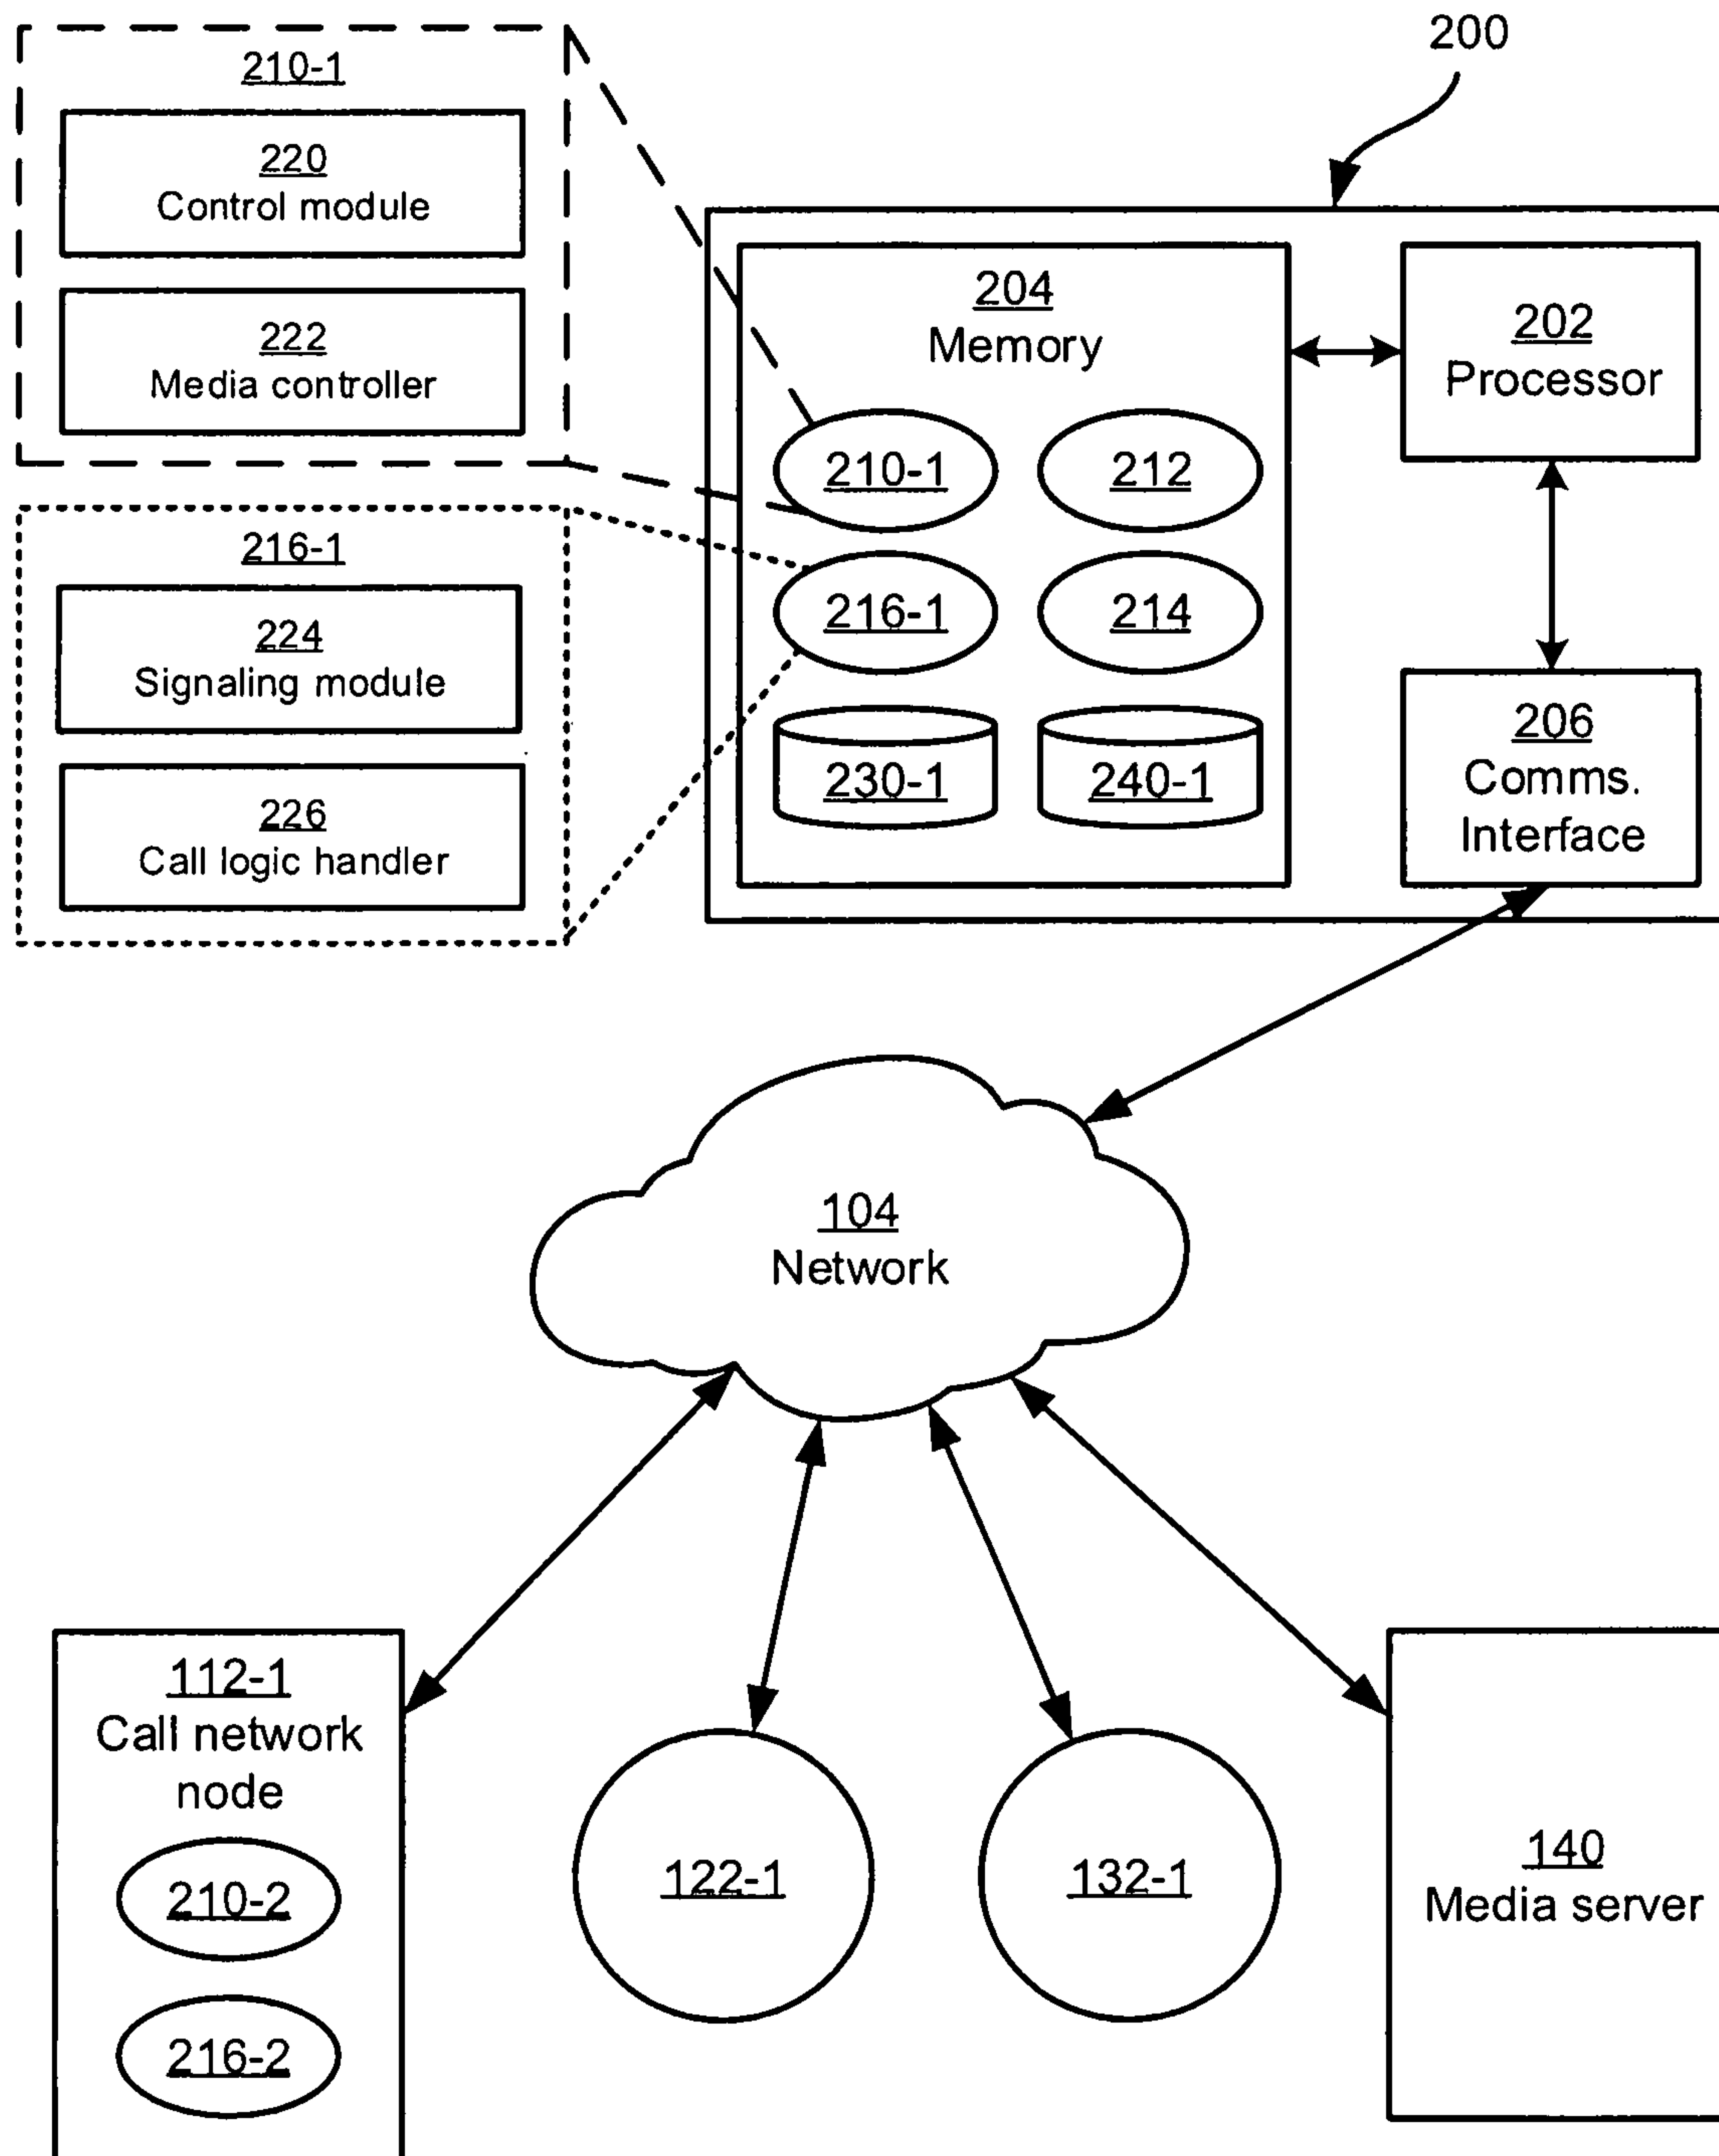 200
210-1
220
Control module
222
Media controller
216-1
224
Signaling module
226
Call logic handler
204
Memory
210-1
212
216-1
214
230-1
240-1
202
Processor
206
Comms.
Interface
104
Network
112-1
Call network
node
210-2
216-2
122-1
132-1
140
Media server